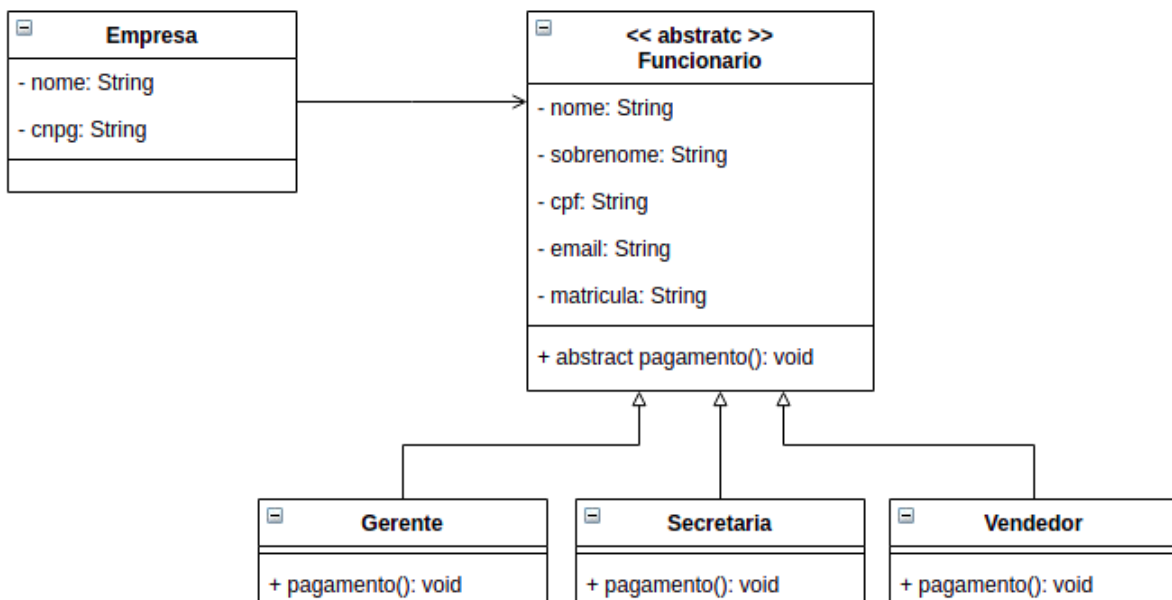 Empresa
- nome: String
- cnpg: String
<< abstratc >>
Funcionario
- nome: String
- sobrenome: String
- cpf: String
- email: String
- matricula: String
+ abstract pagamento(): void
Gerente
+ pagamento(): void
Secretaria
+ pagamento(): void
Vendedor
+ pagamento(): void